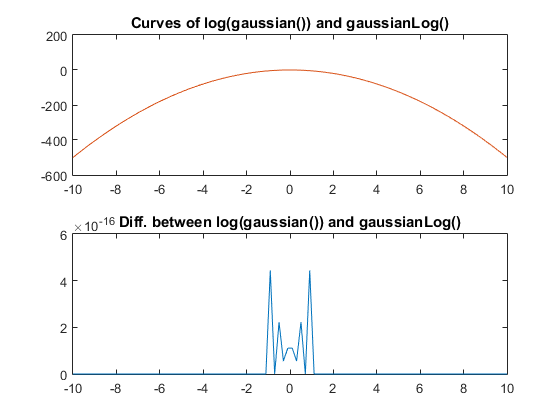 Curves of log(gaussian()) and gaussianLog()
200
0
-200
-400
-600
-10 -8 -6 -4 -2 0 2 4 6 8 10
×10⁻¹⁶ Diff. between log(gaussian()) and gaussianLog()
6
4
2
0
-10 -8 -6 -4 -2 0 2 4 6 8 10